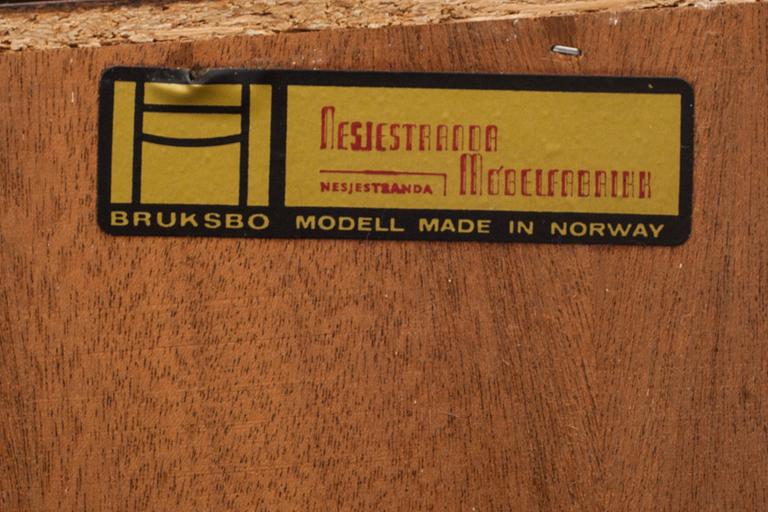 Nesjestranda
Møbelfabrikk
NESJESTRANDA
BRUKSBO MODELL MADE IN NORWAY